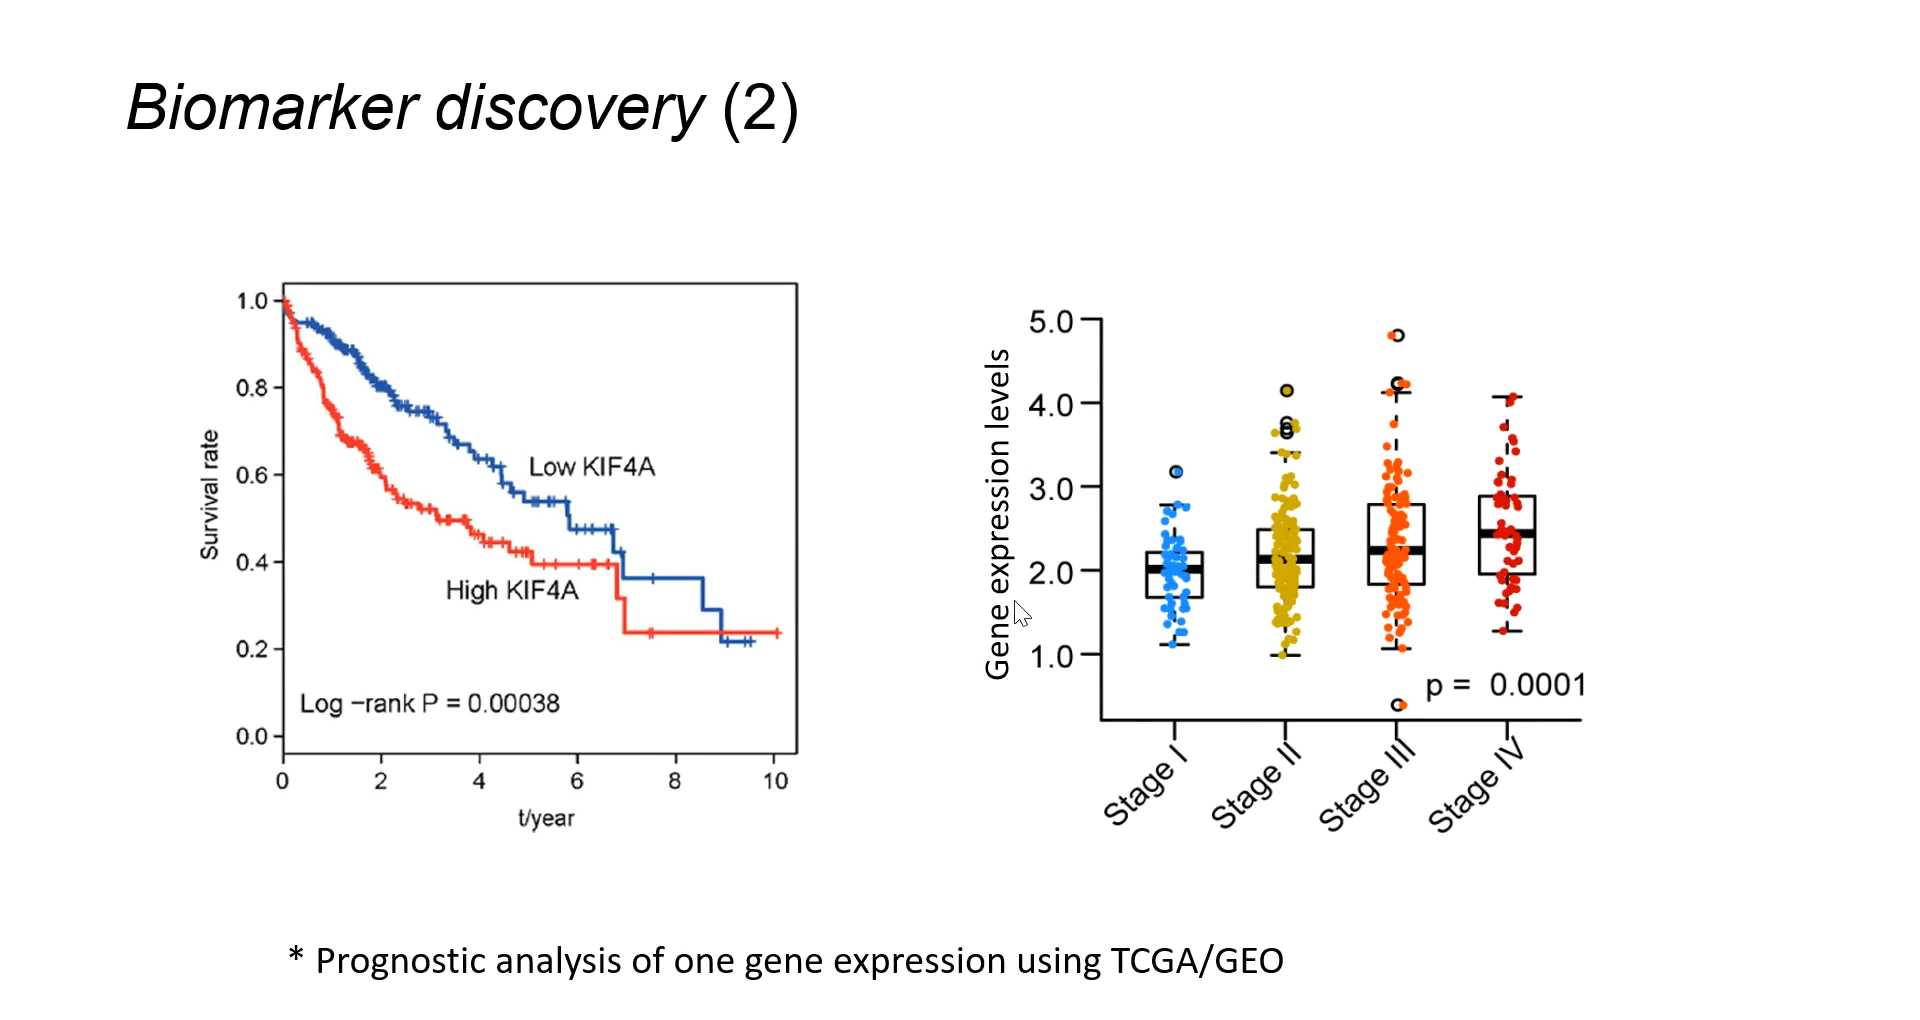 Biomarker discovery (2)
Survival rate
1.0
0.8
0.6
0.4
0.2
0.0
Low KIF4A
High KIF4A
Log −rank P = 0.00038
0 2 4 6 8 10
t/year
Gene expression levels
5.0
4.0
3.0
2.0
1.0
p = 0.0001
Stage I Stage II Stage III Stage IV
* Prognostic analysis of one gene expression using TCGA/GEO